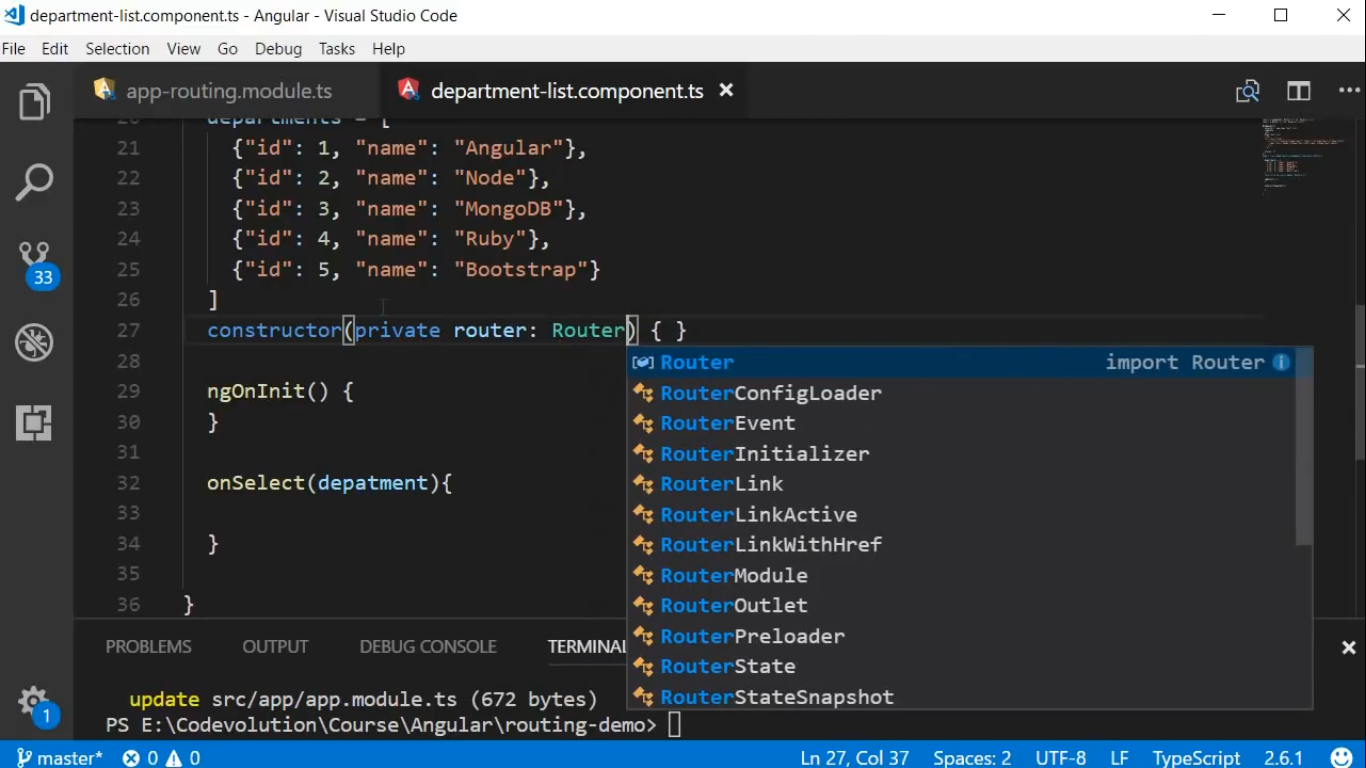 department-list.component.ts - Angular - Visual Studio Code
File Edit Selection View Go Debug Tasks Help
app-routing.module.ts department-list.component.ts
20 departments = [
21 {"id": 1, "name": "Angular"},
22 {"id": 2, "name": "Node"},
23 {"id": 3, "name": "MongoDB"},
24 {"id": 4, "name": "Ruby"},
25 {"id": 5, "name": "Bootstrap"}
26 ]
27 constructor(private router: Router) { }
28 Router import Router
29 ngOnInit() { RouterConfigLoader
30 } RouterEvent
31 RouterInitializer
32 onSelect(depatment){ RouterLink
33 RouterLinkActive
34 } RouterLinkWithHref
35 RouterModule
36 } RouterOutlet
RouterPreloader
PROBLEMS OUTPUT DEBUG CONSOLE TERMINAL RouterState
update src/app/app.module.ts (672 bytes) RouterStateSnapshot
PS E:\Codevolution\Course\Angular\routing-demo>
33
1
master* 0 0 Ln 27, Col 37 Spaces: 2 UTF-8 LF TypeScript 2.6.1